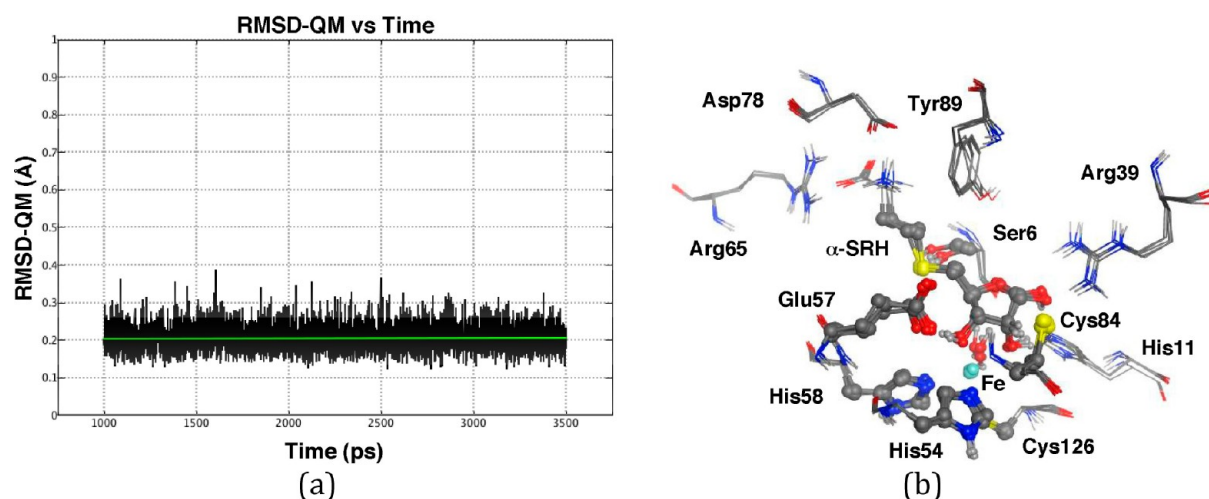 RMSD-QM vs Time
RMSD-QM (Å)
1
0.9
0.8
0.7
0.6
0.5
0.4
0.3
0.2
0.1
0
1000 1500 2000 2500 3000 3500
Time (ps)
(a)
Asp78 Tyr89
Arg39
Arg65 α-SRH Ser6
Glu57 Cys84
His11
His58 Fe
His54 Cys126
(b)